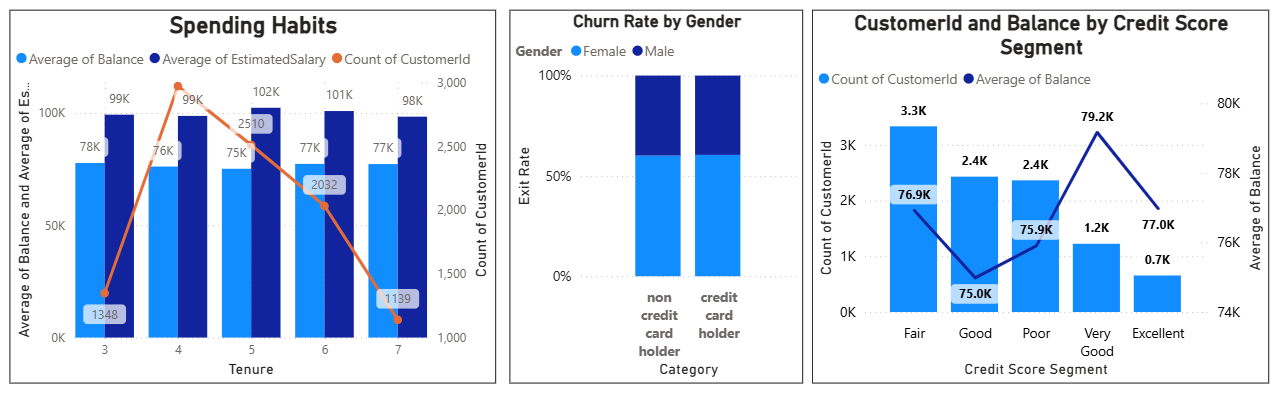 Spending Habits
Average of Balance Average of EstimatedSalary Count of CustomerId
Average of Balance and Average of Es...
100K
50K
0K
78K
99K
76K
99K
75K
102K
77K
101K
77K
98K
1348
2510
2032
1139
3,000
2,500
2,000
1,500
1,000
Count of CustomerId
3 4 5 6 7
Tenure
Churn Rate by Gender
Gender Female Male
Exit Rate
100%
50%
0%
non
credit
card
holder
credit
card
holder
Category
CustomerId and Balance by Credit Score
Segment
Count of CustomerId Average of Balance
Count of CustomerId
3K
2K
1K
0K
3.3K
2.4K
2.4K
1.2K
0.7K
76.9K
75.0K
75.9K
79.2K
77.0K
80K
78K
76K
74K
Average of Balance
Fair Good Poor Very Good Excellent
Credit Score Segment